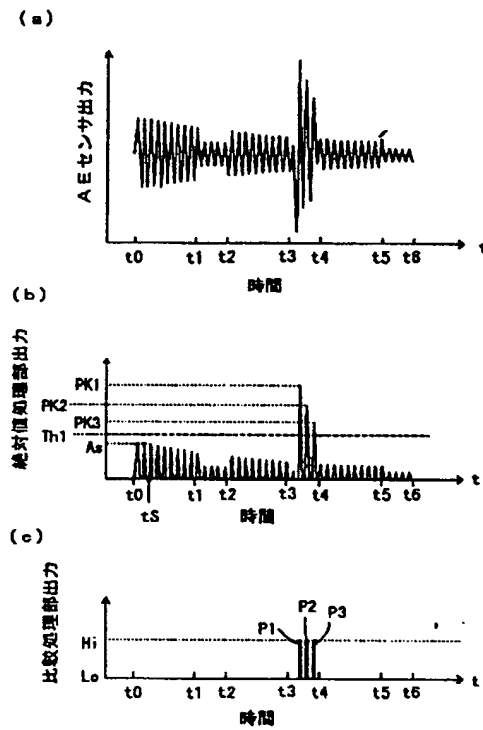 (a)
AEセンサ出力
t0 t1 t2 t3 t4 t5 t6
t
時間
(b)
絶対値処理部出力
PK1
PK2
PK3
Th1
As
t0 t1 t2 t3 t4 t5 t6
t
tS
時間
(c)
比較処理部出力
P1
P2
P3
Hi
Lo
t0 t1 t2 t3 t4 t5 t6
t
時間